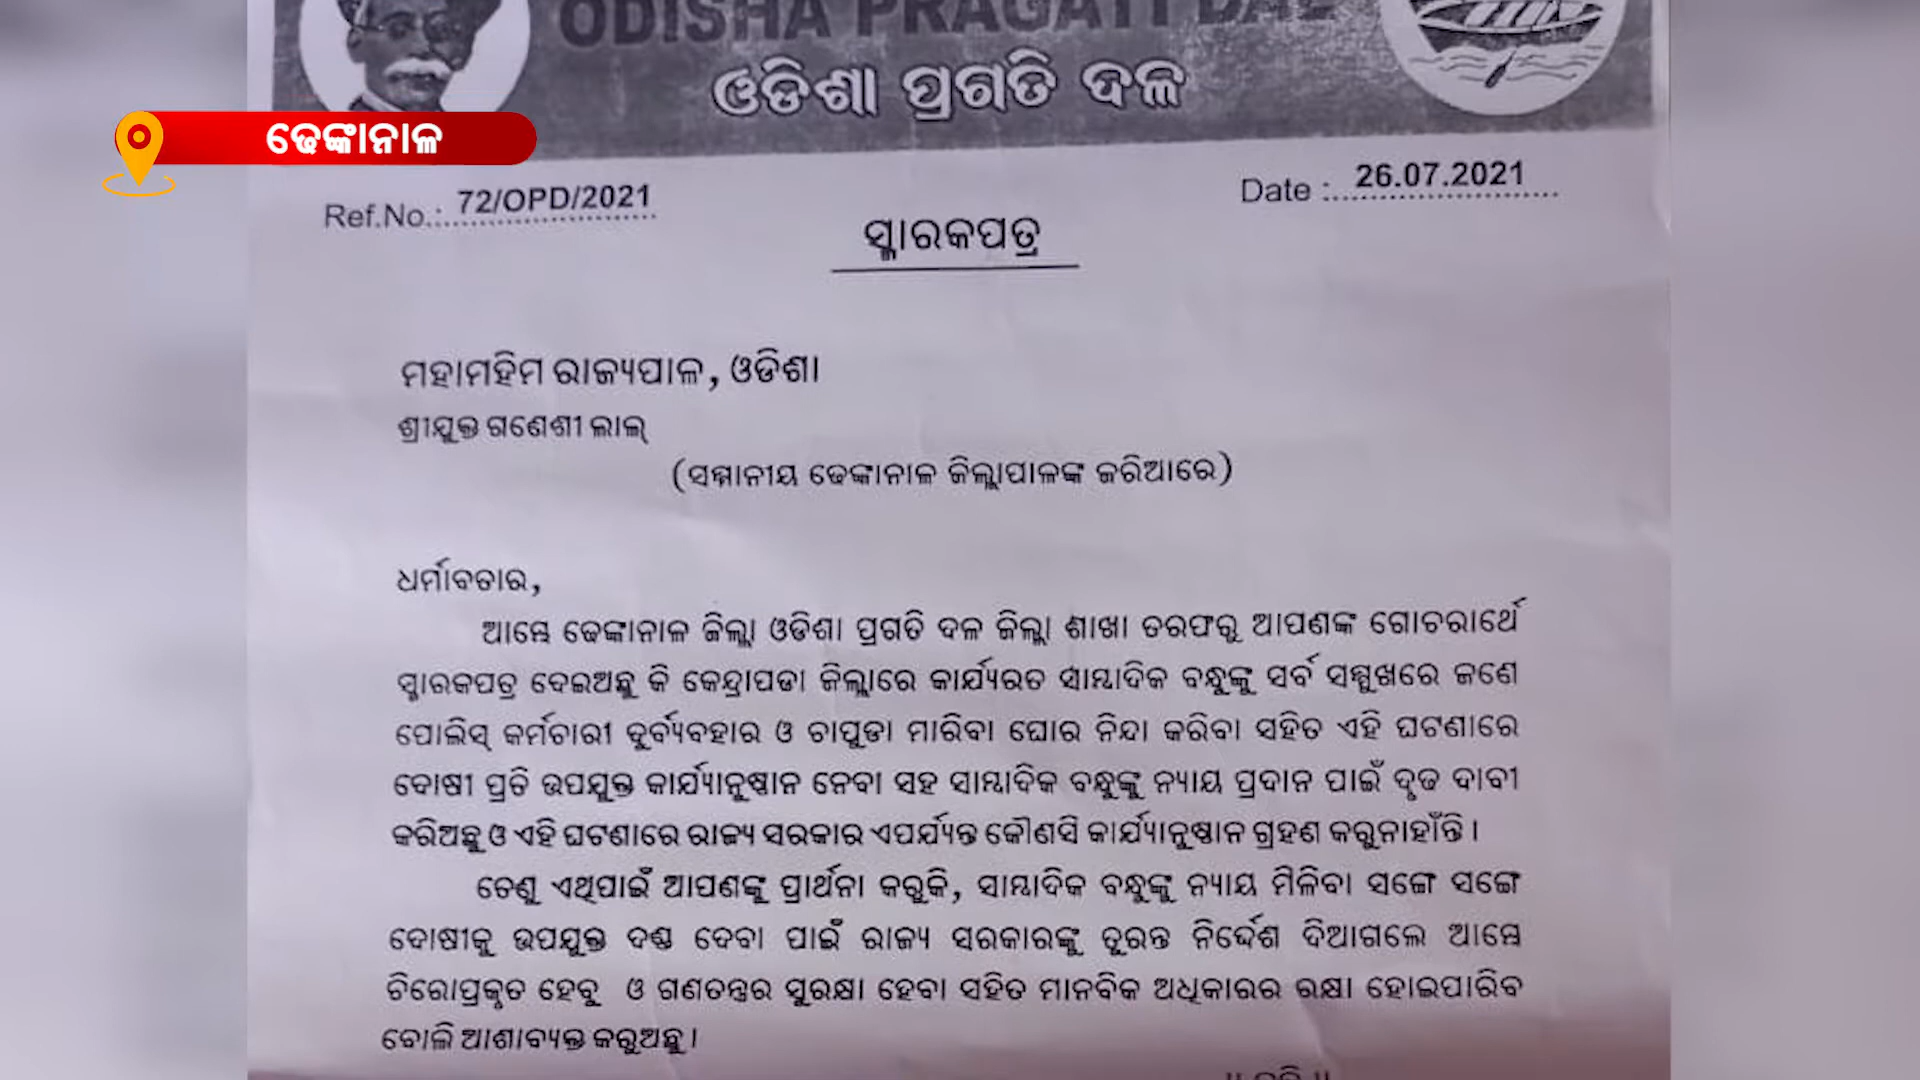 ODISHA PRAGATI DAL
ଓଡିଶା ପ୍ରଗତି ଦଳ
ଢେଙ୍କାନାଳ
Ref.No.: 72/OPD/2021
Date : 26.07.2021
ସ୍ମାରକପତ୍ର
ମହାମହିମ ରାଜ୍ୟପାଳ, ଓଡିଶା
ଶ୍ରୀଯୁକ୍ତ ଗଣେଶୀ ଲାଲ୍
(ସମ୍ମାନୀୟ ଢେଙ୍କାନାଳ ଜିଲ୍ଲାପାଳଙ୍କ ଜରିଆରେ)
ଧର୍ମାବତାର,
ଆମ୍ଭେ ଢେଙ୍କାନାଳ ଜିଲ୍ଲା ଓଡିଶା ପ୍ରଗତି ଦଳ ଜିଲ୍ଲା ଶାଖା ତରଫରୁ ଆପଣଙ୍କ ଗୋଚରାର୍ଥେ
ସ୍ମାରକପତ୍ର ଦେଇଅଛୁ କି କେନ୍ଦ୍ରାପଡା ଜିଲ୍ଲାରେ କାର୍ଯ୍ୟରତ ସାମ୍ବାଦିକ ବନ୍ଧୁଙ୍କୁ ସର୍ବ ସମ୍ମୁଖରେ ଜଣେ
ପୋଲିସ୍ କର୍ମଚାରୀ ଦୁର୍ବ୍ୟବହାର ଓ ଚାପୁଡା ମାରିବା ଘୋର ନିନ୍ଦା କରିବା ସହିତ ଏହି ଘଟଣାରେ
ଦୋଷୀ ପ୍ରତି ଉପଯୁକ୍ତ କାର୍ଯ୍ୟାନୁଷ୍ଠାନ ନେବା ସହ ସାମ୍ବାଦିକ ବନ୍ଧୁଙ୍କୁ ନ୍ୟାୟ ପ୍ରଦାନ ପାଇଁ ଦୃଢ ଦାବୀ
କରିଅଛୁ ଓ ଏହି ଘଟଣାରେ ରାଜ୍ୟ ସରକାର ଏପର୍ଯ୍ୟନ୍ତ କୌଣସି କାର୍ଯ୍ୟାନୁଷ୍ଠାନ ଗ୍ରହଣ କରୁନାହାଁନ୍ତି ।
ତେଣୁ ଏଥିପାଇଁ ଆପଣଙ୍କୁ ପ୍ରାର୍ଥନା କରୁକି, ସାମ୍ବାଦିକ ବନ୍ଧୁଙ୍କୁ ନ୍ୟାୟ ମିଳିବା ସଙ୍ଗେ ସଙ୍ଗେ
ଦୋଷୀକୁ ଉପଯୁକ୍ତ ଦଣ୍ଡ ଦେବା ପାଇଁ ରାଜ୍ୟ ସରକାରଙ୍କୁ ତୁରନ୍ତ ନିର୍ଦ୍ଦେଶ ଦିଆଗଲେ ଆମ୍ଭେ
ଚିରୋପ୍ରକୃତ ହେବୁ ଓ ଗଣତନ୍ତ୍ରର ସୁରକ୍ଷା ହେବା ସହିତ ମାନବିକ ଅଧିକାରର ରକ୍ଷା ହୋଇପାରିବ
ବୋଲି ଆଶାବ୍ୟକ୍ତ କରୁଅଛୁ ।